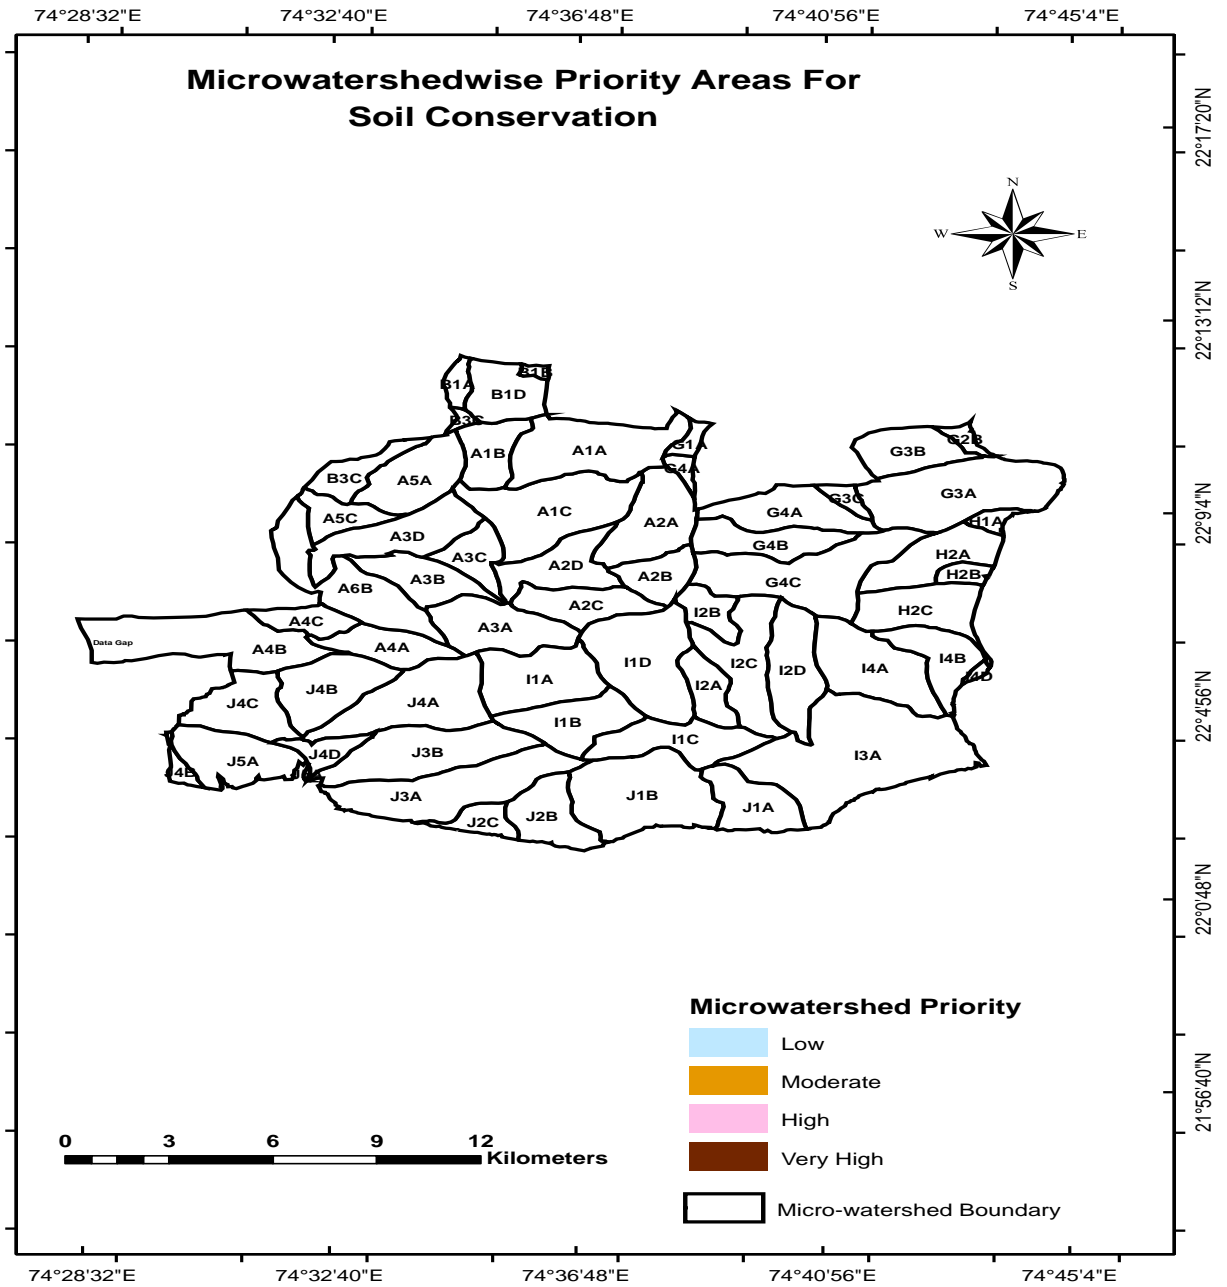 74°28'32"E 74°32'40"E 74°36'48"E 74°40'56"E 74°45'4"E
Microwatershedwise Priority Areas For
Soil Conservation
22°17'20"N
N
W E
S
22°13'12"N
B1B
B1A
B1D
B3C
G2B
G1A
A1B
A1A
G3B
G4A
B3C
A5A
G3A
G3C
A1C
G4A
A5C
A2A
H1A
22°9'4"N
A3D
G4B
A3C
H2A
A2D
A2B
H2B
A3B
G4C
A6B
A2C
I2B
H2C
A4C
A3A
Data Gap
A4B
A4A
I1D
I2C
I2D
I4A
I4B
I4D
I1A
I2A
J4B
J4C
J4A
22°4'56"N
I1B
I1C
J4D
J3B
I3A
J5A
J4E
J3A
J1B
J1A
J2B
J2C
22°0'48"N
Microwatershed Priority
Low
Moderate
High
Very High
Micro-watershed Boundary
21°56'40"N
0 3 6 9 12
Kilometers
74°28'32"E 74°32'40"E 74°36'48"E 74°40'56"E 74°45'4"E